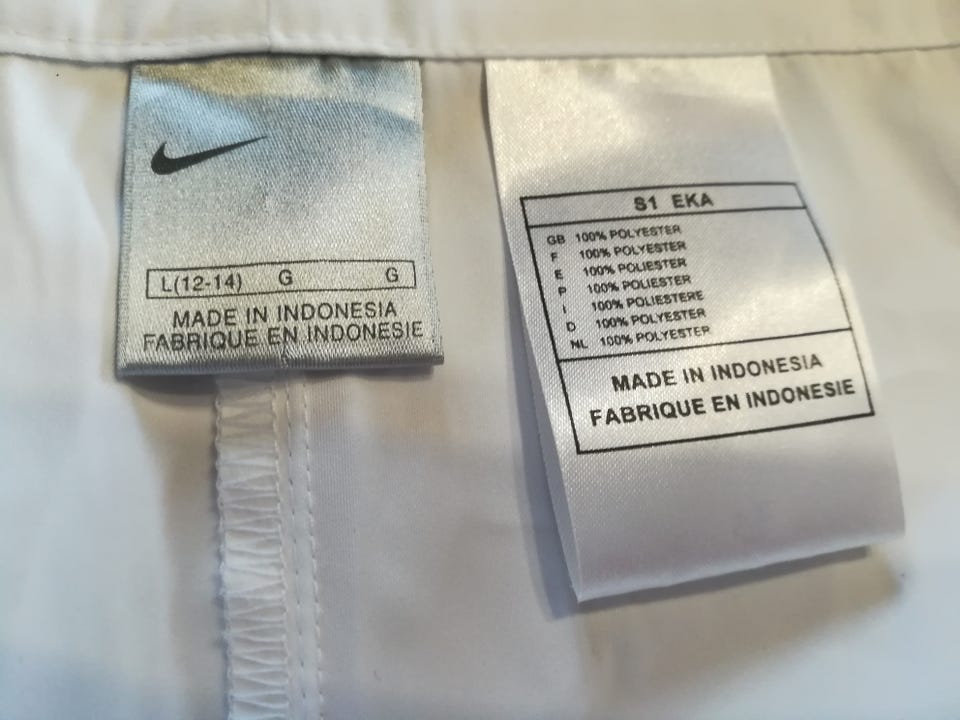 L(12-14) G G
MADE IN INDONESIA
FABRIQUE EN INDONESIE
S1 EKA
GB 100% POLYESTER
F 100% POLYESTER
E 100% POLIESTER
P 100% POLIESTER
I 100% POLIESTERE
D 100% POLYESTER
NL 100% POLYESTER
MADE IN INDONESIA
FABRIQUE EN INDONESIE